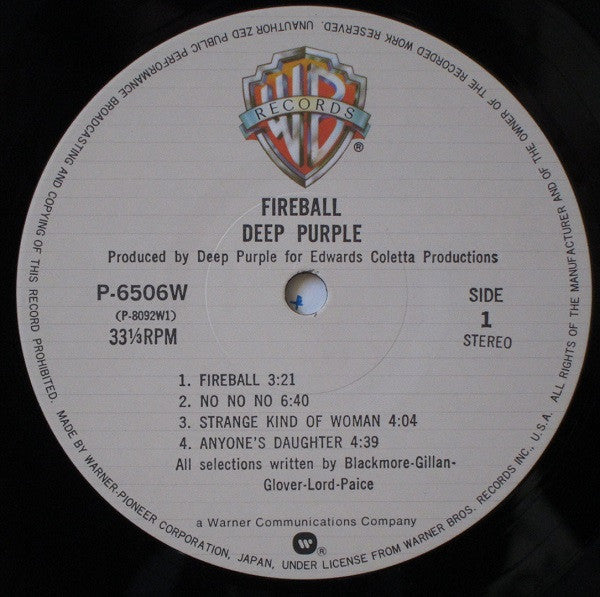 RECORDS
WB
®
FIREBALL
DEEP PURPLE
Produced by Deep Purple for Edwards Coletta Productions
P-6506W
(P-8092W1)
33⅓RPM
SIDE
1
STEREO
1. FIREBALL 3:21
2. NO NO NO 6:40
3. STRANGE KIND OF WOMAN 4:04
4. ANYONE'S DAUGHTER 4:39
All selections written by Blackmore-Gillan-
Glover-Lord-Paice
a Warner Communications Company
®
MADE BY WARNER-PIONEER CORPORATION, JAPAN, UNDER LICENSE FROM WARNER BROS. RECORDS INC., U.S.A. ALL RIGHTS OF THE MANUFACTURER AND OF THE OWNER OF THE RECORDED WORK RESERVED. UNAUTHOR ZED PUBLIC PERFORMANCE BROADCASTING AND COPYING OF THIS RECORD PROHIBITED.